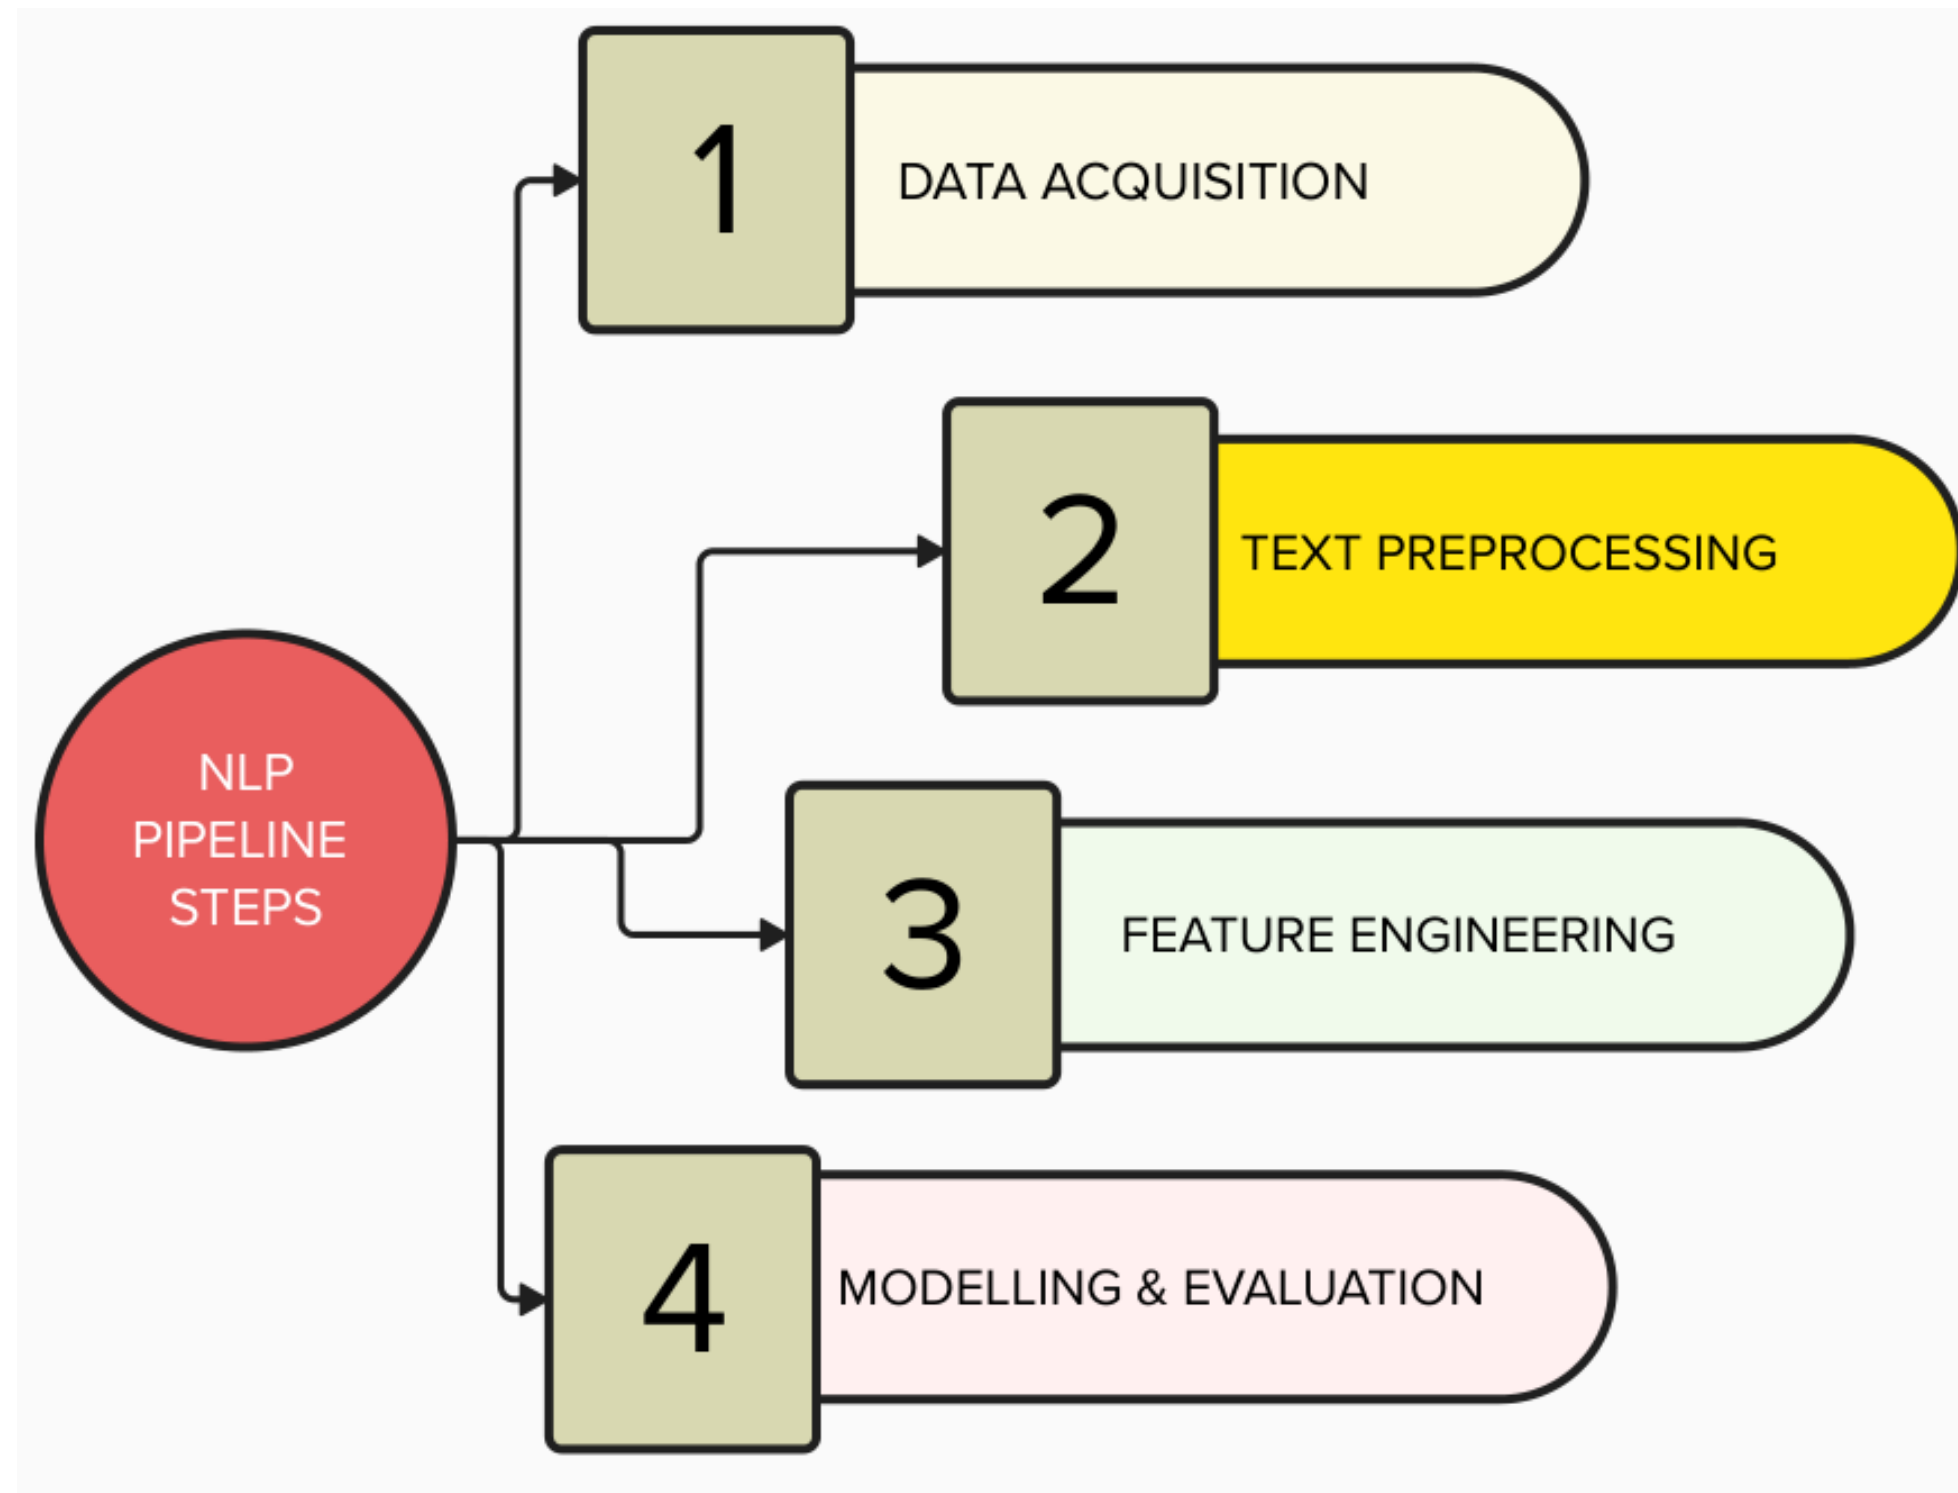 1
DATA ACQUISITION
2
TEXT PREPROCESSING
NLP
PIPELINE
STEPS
3
FEATURE ENGINEERING
4
MODELLING & EVALUATION